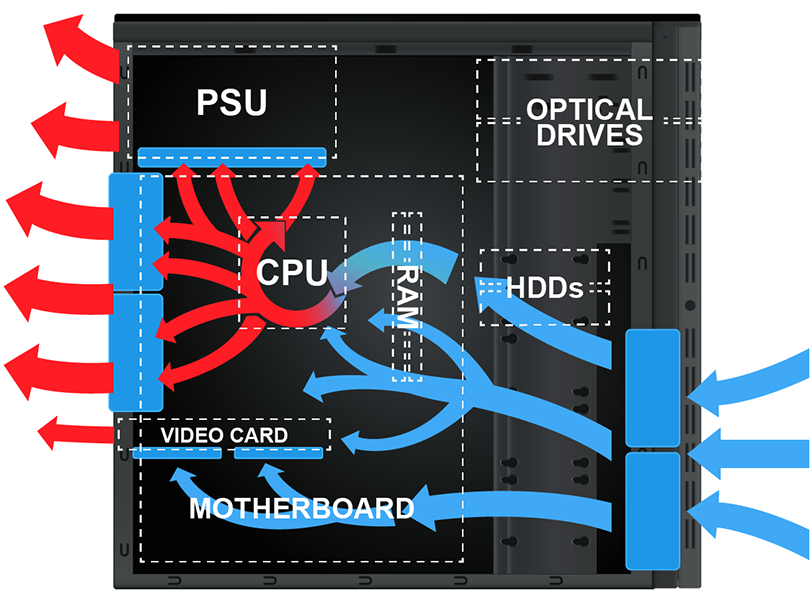 PSU
OPTICAL
DRIVES
CPU
RAM
HDDs
VIDEO CARD
MOTHERBOARD